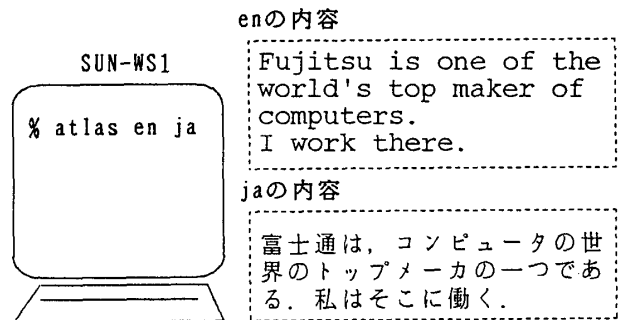 enの内容
SUN-WS1
Fujitsu is one of the
world's top maker of
computers.
I work there.
% atlas en ja
jaの内容
富士通は，コンピュータの世
界のトップメーカの一つであ
る．私はそこに働く．